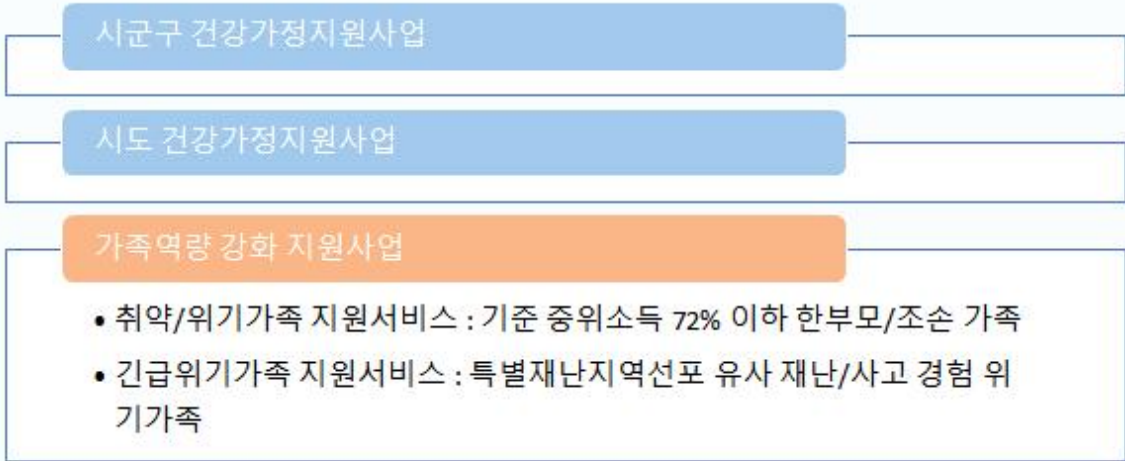 시군구 건강가정지원사업
시도 건강가정지원사업
가족역량 강화 지원사업
• 취약/위기가족 지원서비스 : 기준 중위소득 72% 이하 한부모/조손 가족
• 긴급위기가족 지원서비스 : 특별재난지역선포 유사 재난/사고 경험 위
기가족